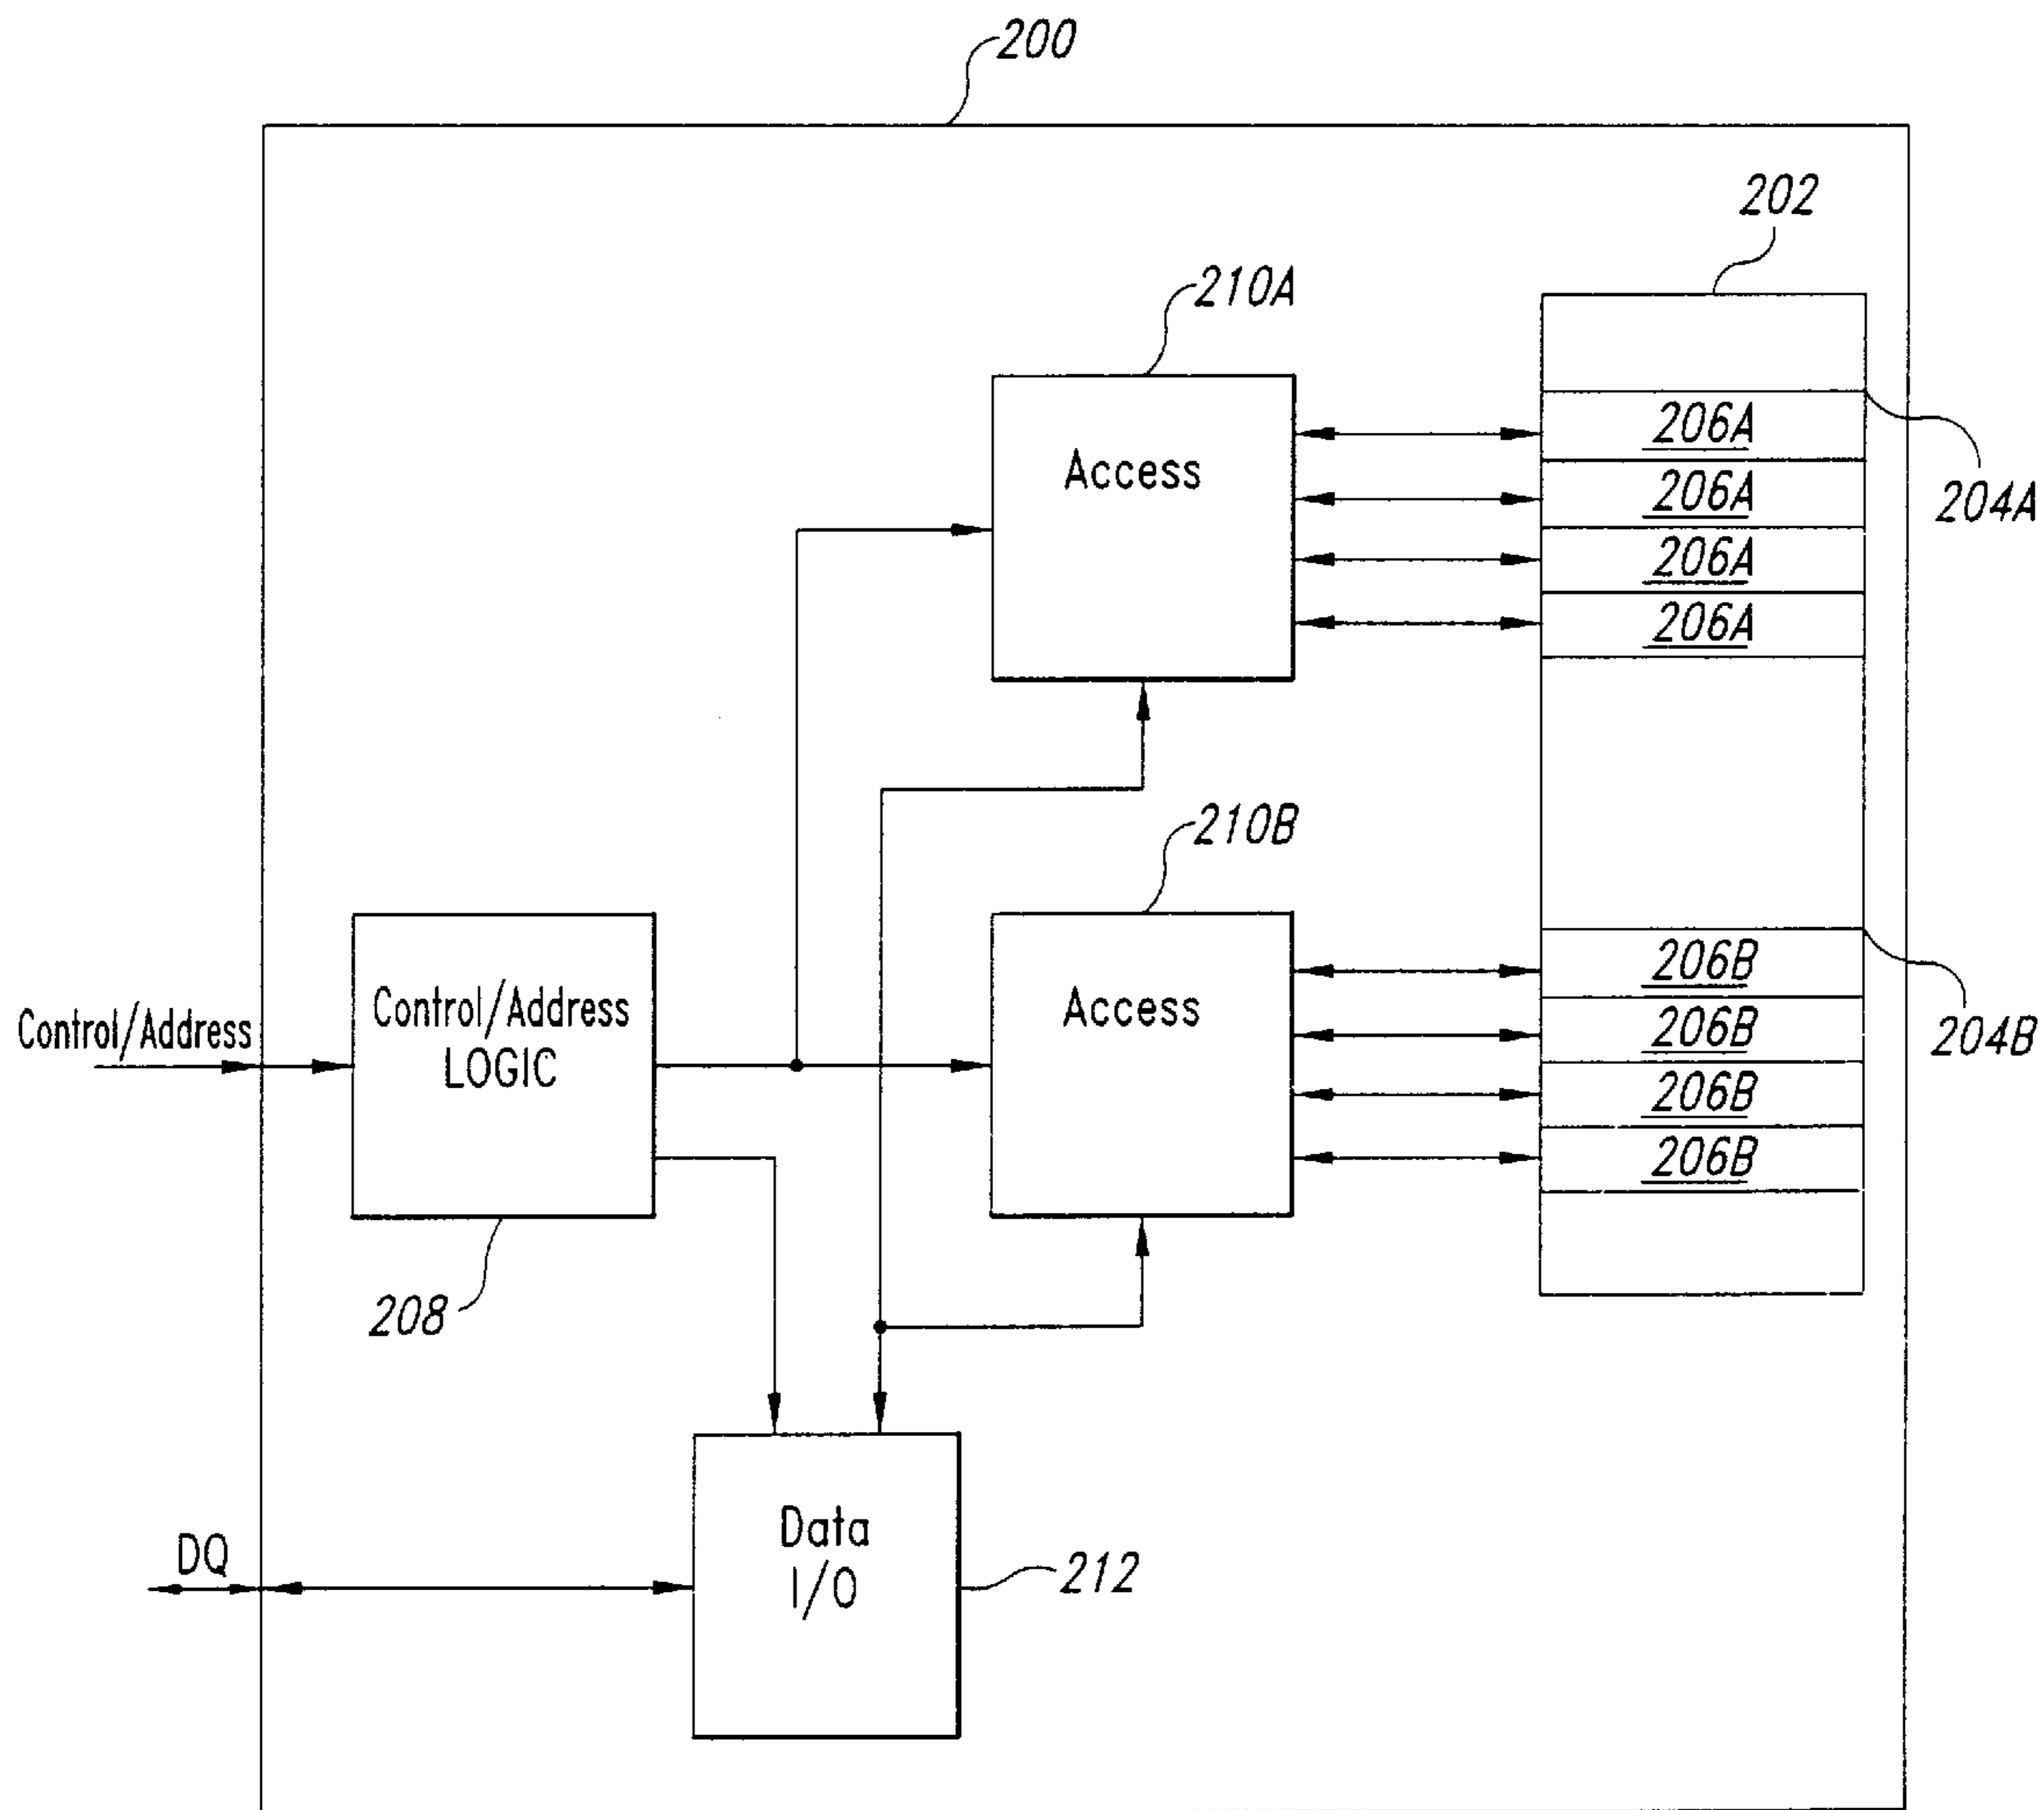 200
202
210A
Access
206A
206A
206A
206A
204A
210B
Access
206B
206B
206B
206B
204B
Control/Address
Control/Address
LOGIC
208
DQ
Data
I/O
212